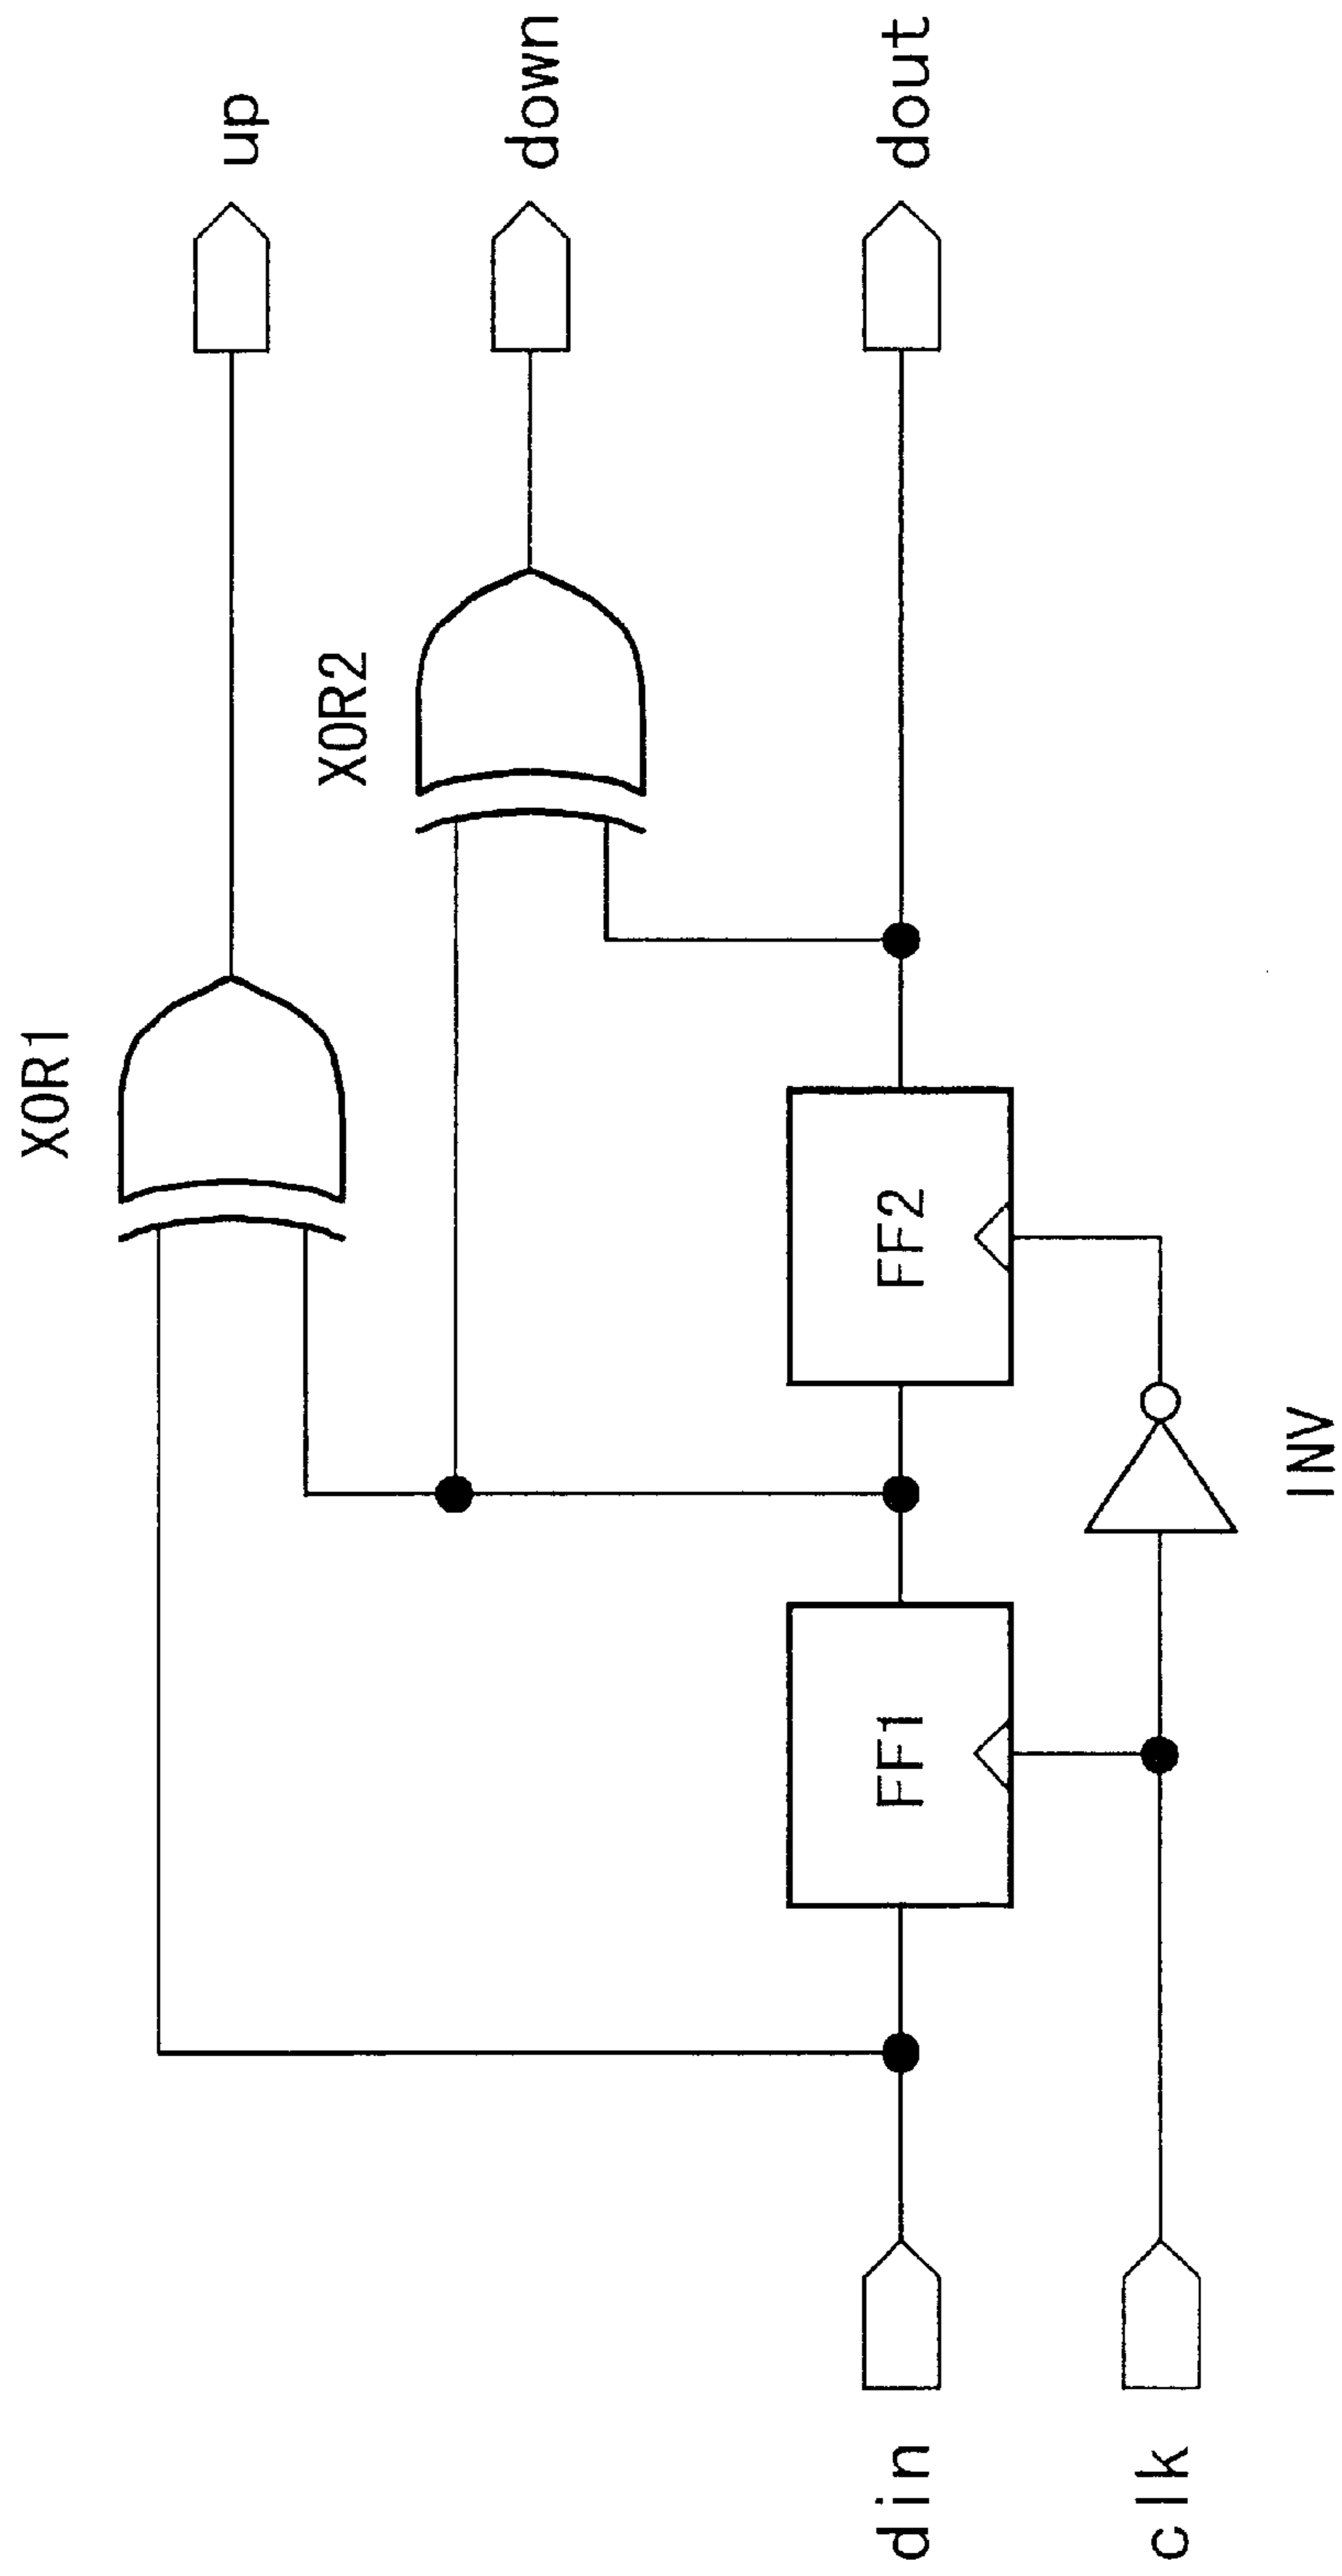 XOR1
up
XOR2
down
din
FF1
FF2
dout
clk
INV